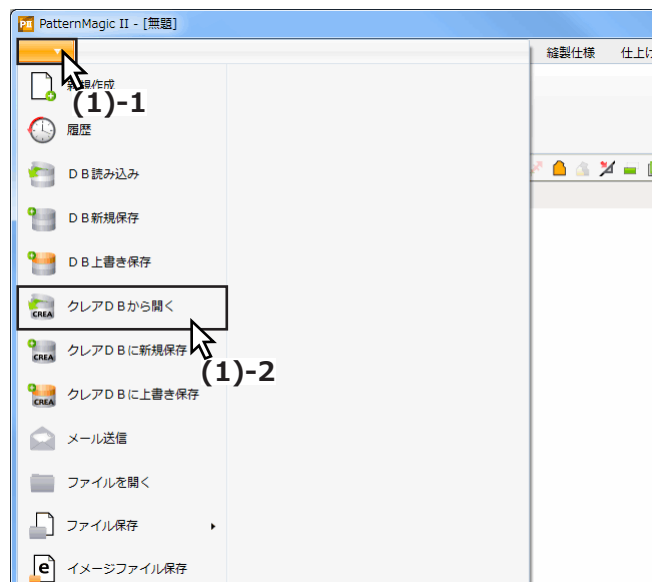 PatternMagic II - [無題]
縫製仕様 仕上げ
新規作成
(1)-1
履歴
ＤＢ読み込み
ＤＢ新規保存
ＤＢ上書き保存
クレアＤＢから開く
クレアＤＢに新規保存
(1)-2
クレアＤＢに上書き保存
メール送信
ファイルを開く
ファイル保存
イメージファイル保存